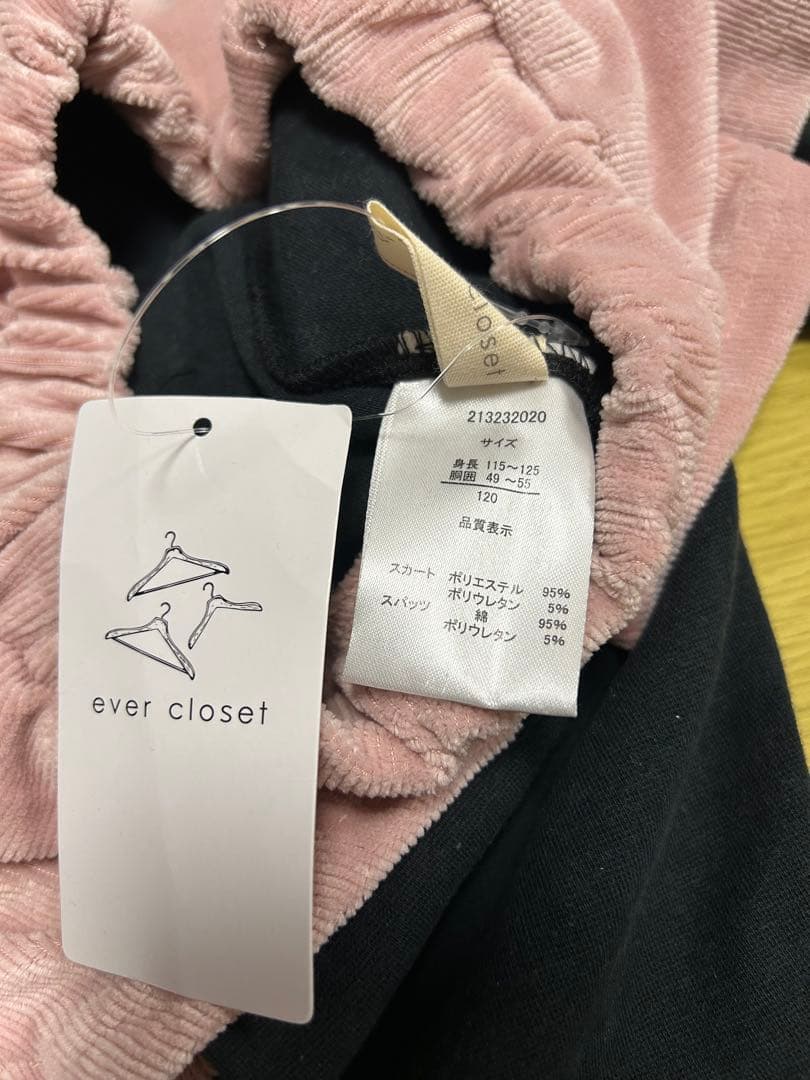 closet
213232020
サイズ
身長 115～125
胴囲 49 ～55
120
品質表示
スカート ポリエステル 95%
ポリウレタン 5%
スパッツ 綿 95%
ポリウレタン 5%
ever closet